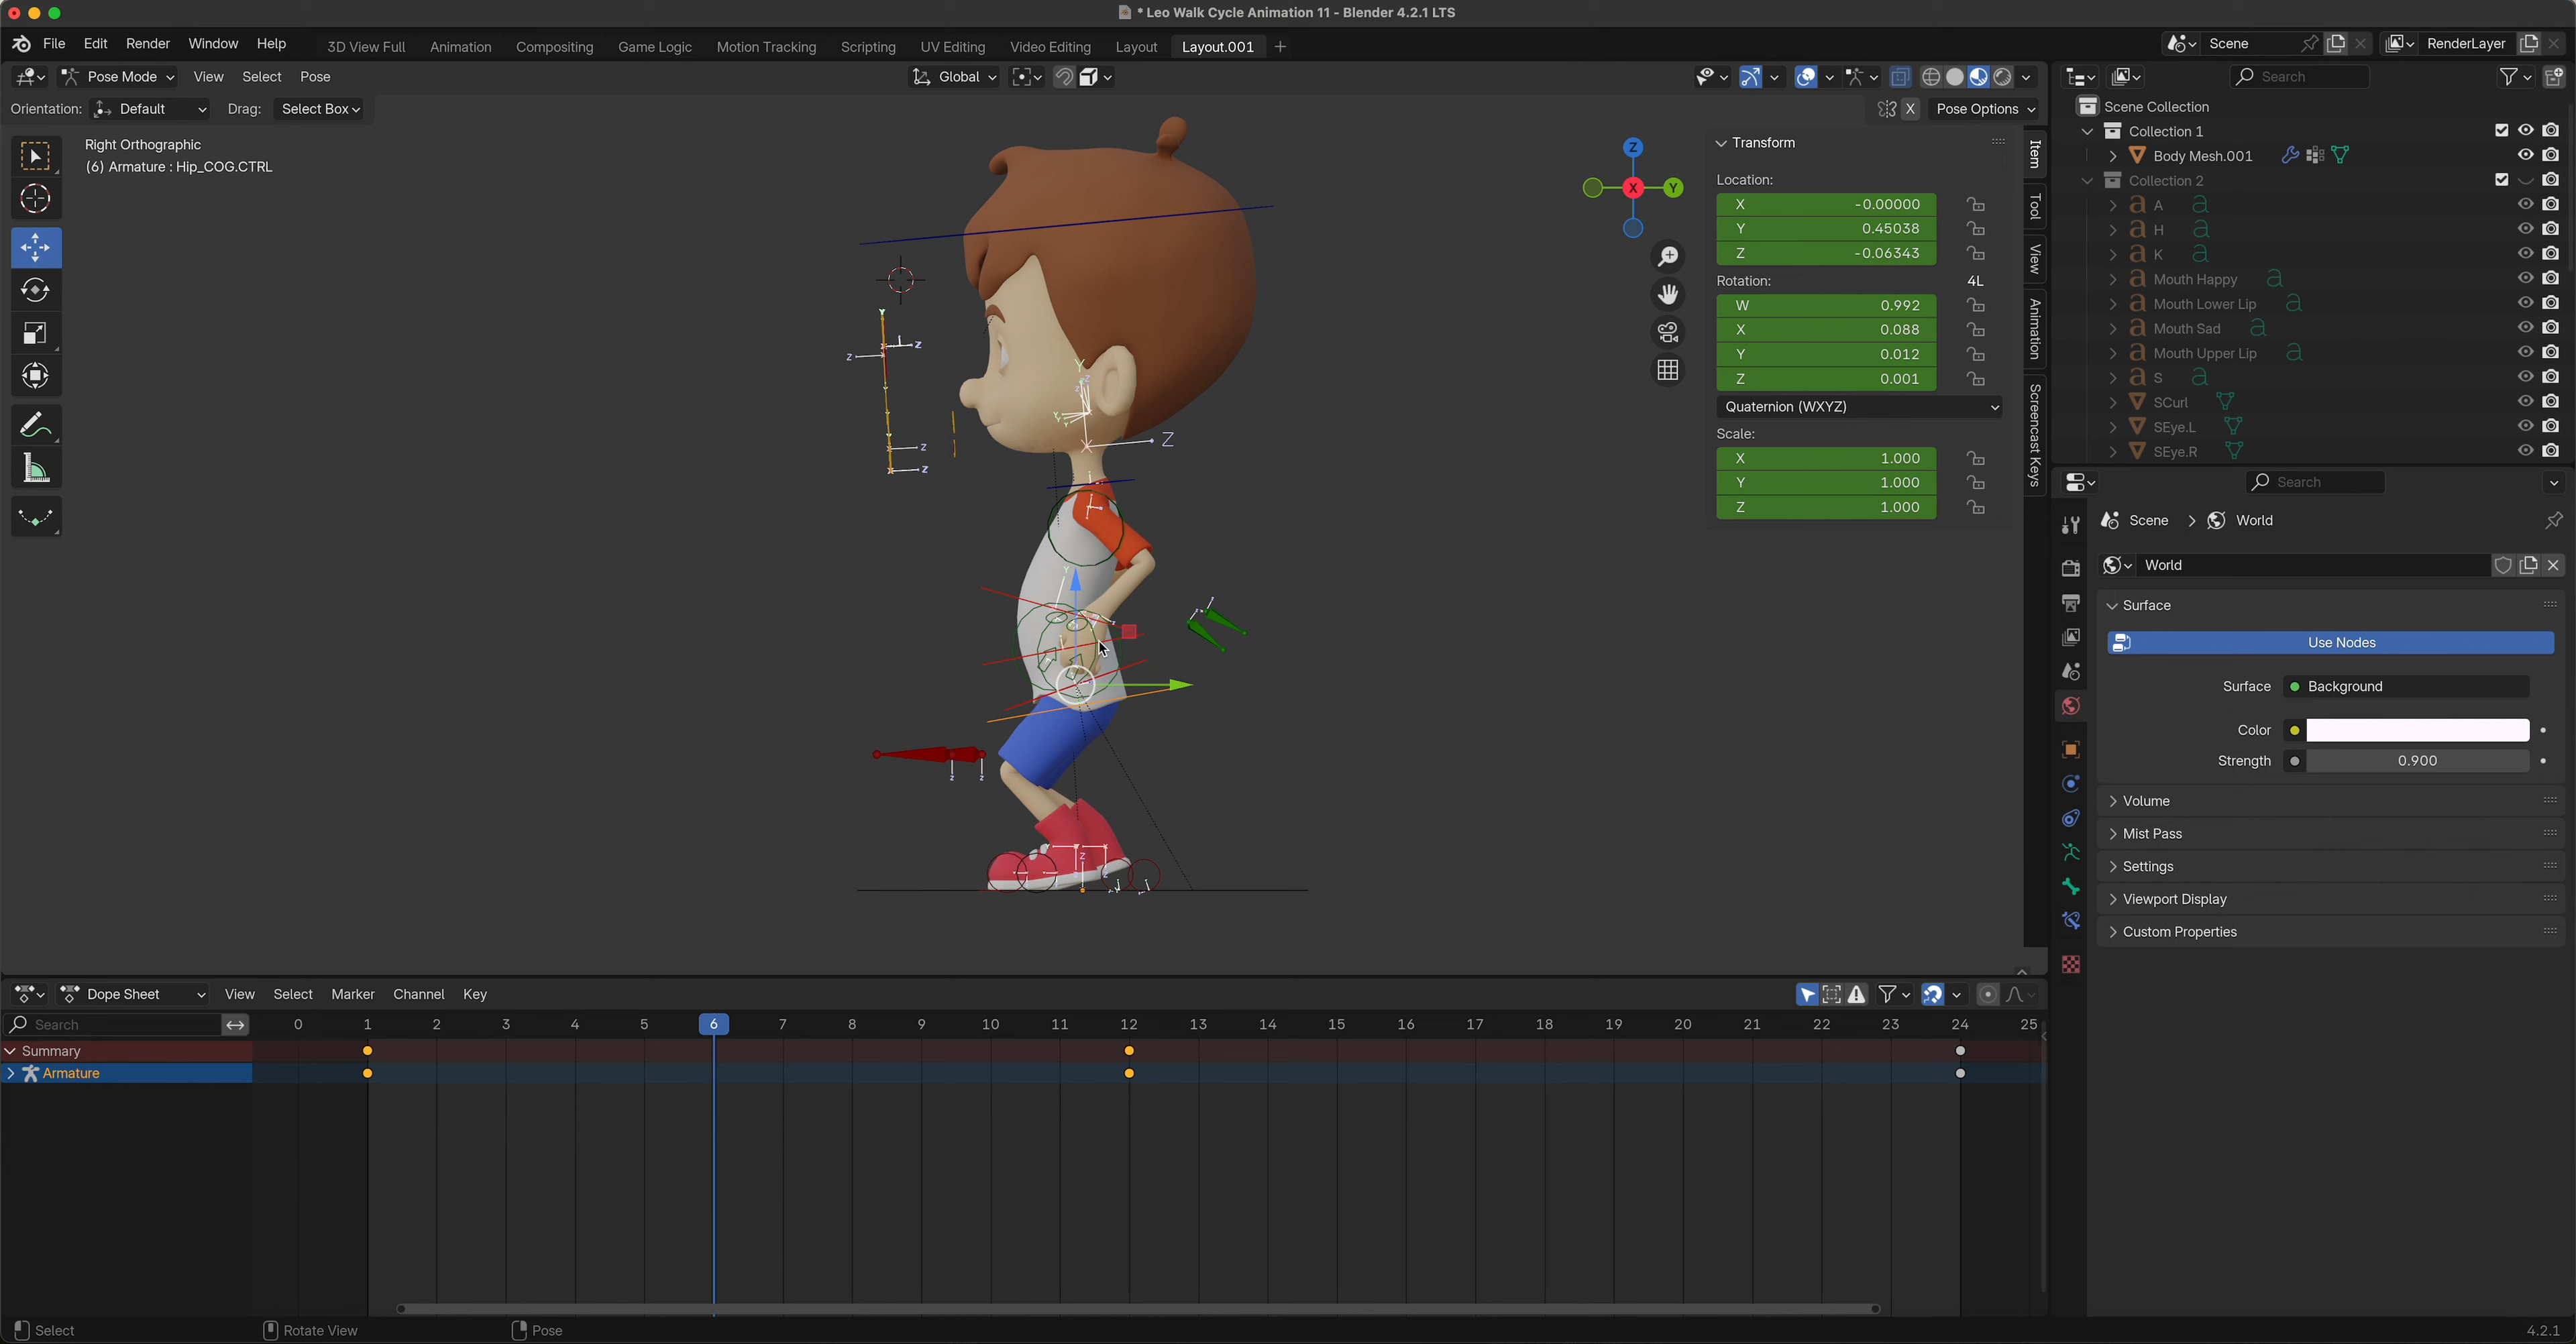 * Leo Walk Cycle Animation 11 - Blender 4.2.1 LTS
File Edit Render Window Help 3D View Full Animation Compositing Game Logic Motion Tracking Scripting UV Editing Video Editing Layout Layout.001 + Scene RenderLayer
Pose Mode View Select Pose Global Search
Orientation: Default Drag: Select Box X Pose Options
Right Orthographic
(6) Armature : Hip_COG.CTRL
Transform
Location:
X -0.00000
Y 0.45038
Z -0.06343
Rotation: 4L
W 0.992
X 0.088
Y 0.012
Z 0.001
Quaternion (WXYZ)
Scale:
X 1.000
Y 1.000
Z 1.000
Item
Tool
View
Animation
Screencast Keys
Z
X
Y
Scene Collection
Collection 1
Body Mesh.001
Collection 2
A
H
K
Mouth Happy
Mouth Lower Lip
Mouth Sad
Mouth Upper Lip
S
SCurl
SEye.L
SEye.R
Search
Scene > World
World
Surface
Use Nodes
Surface Background
Color
Strength 0.900
Volume
Mist Pass
Settings
Viewport Display
Custom Properties
Dope Sheet View Select Marker Channel Key
Search 0 1 2 3 4 5 6 7 8 9 10 11 12 13 14 15 16 17 18 19 20 21 22 23 24 25
Summary
Armature
Select Rotate View Pose 4.2.1